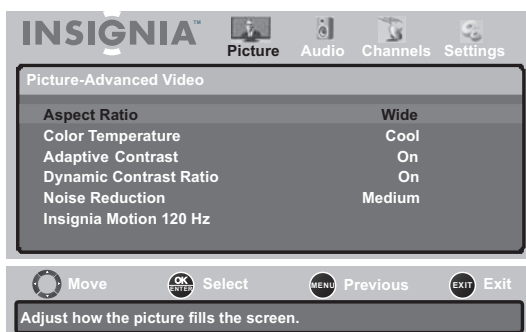 INSIGNIA™
Picture Audio Channels Settings
Picture-Advanced Video
Aspect Ratio Wide
Color Temperature Cool
Adaptive Contrast On
Dynamic Contrast Ratio On
Noise Reduction Medium
Insignia Motion 120 Hz
Move OK ENTER Select MENU Previous EXIT Exit
Adjust how the picture fills the screen.